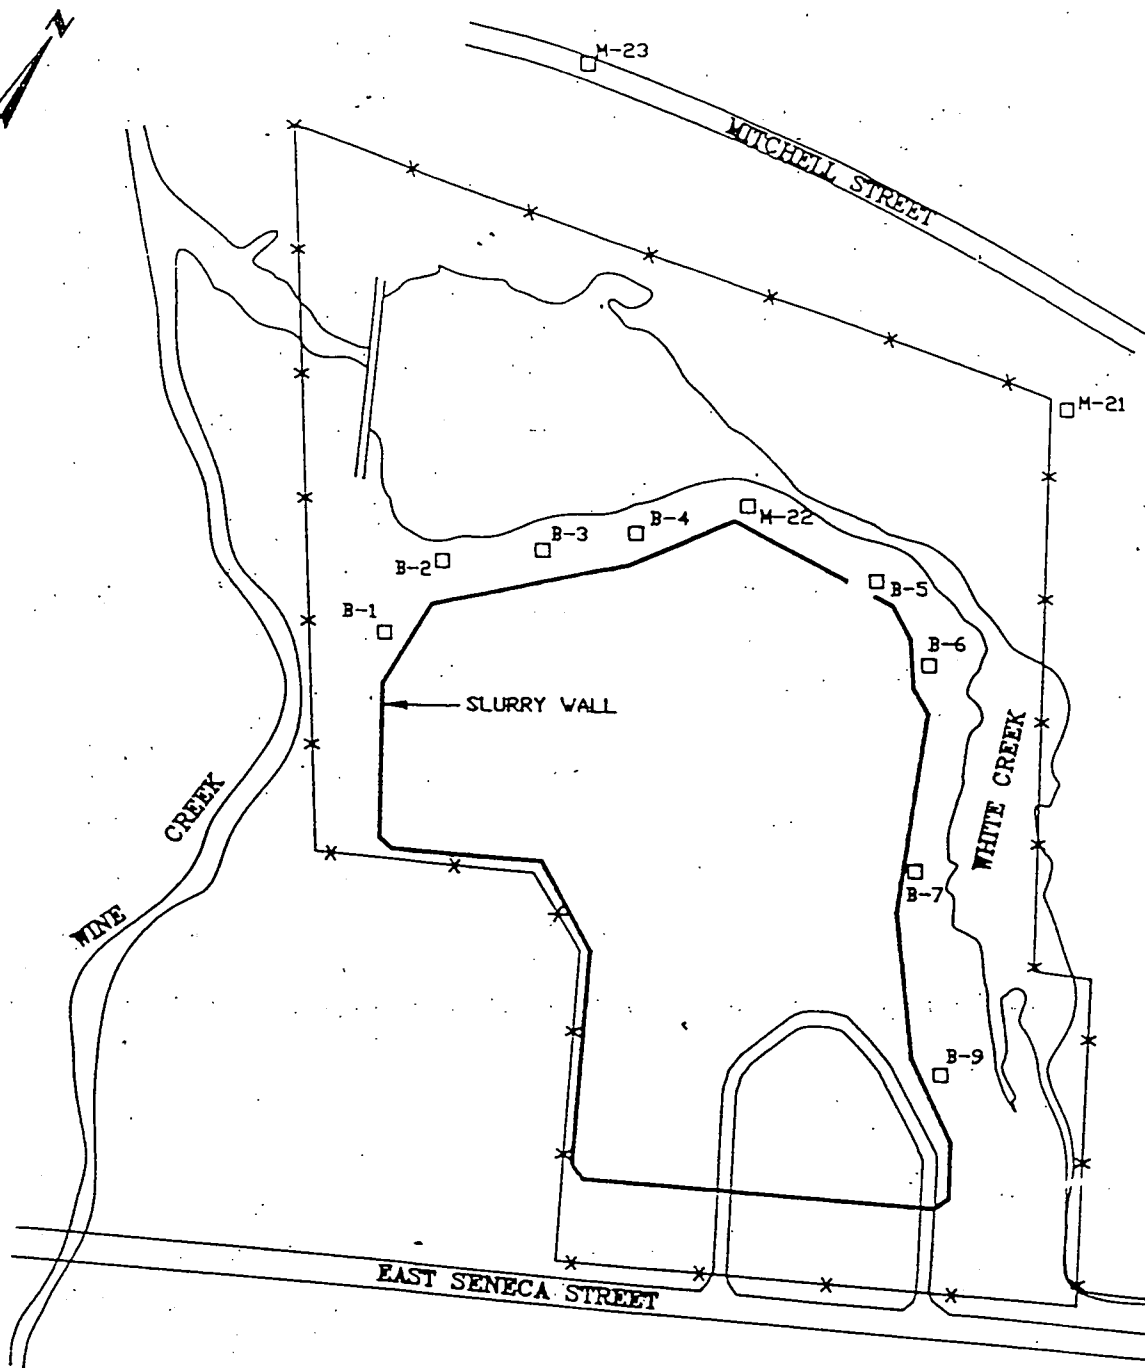 N
M-23
MITCHELL STREET
M-21
M-22
B-4
B-3
B-2
B-5
B-1
B-6
SLURRY WALL
WHITE CREEK
CREEK
B-7
WINE
B-9
EAST SENECA STREET